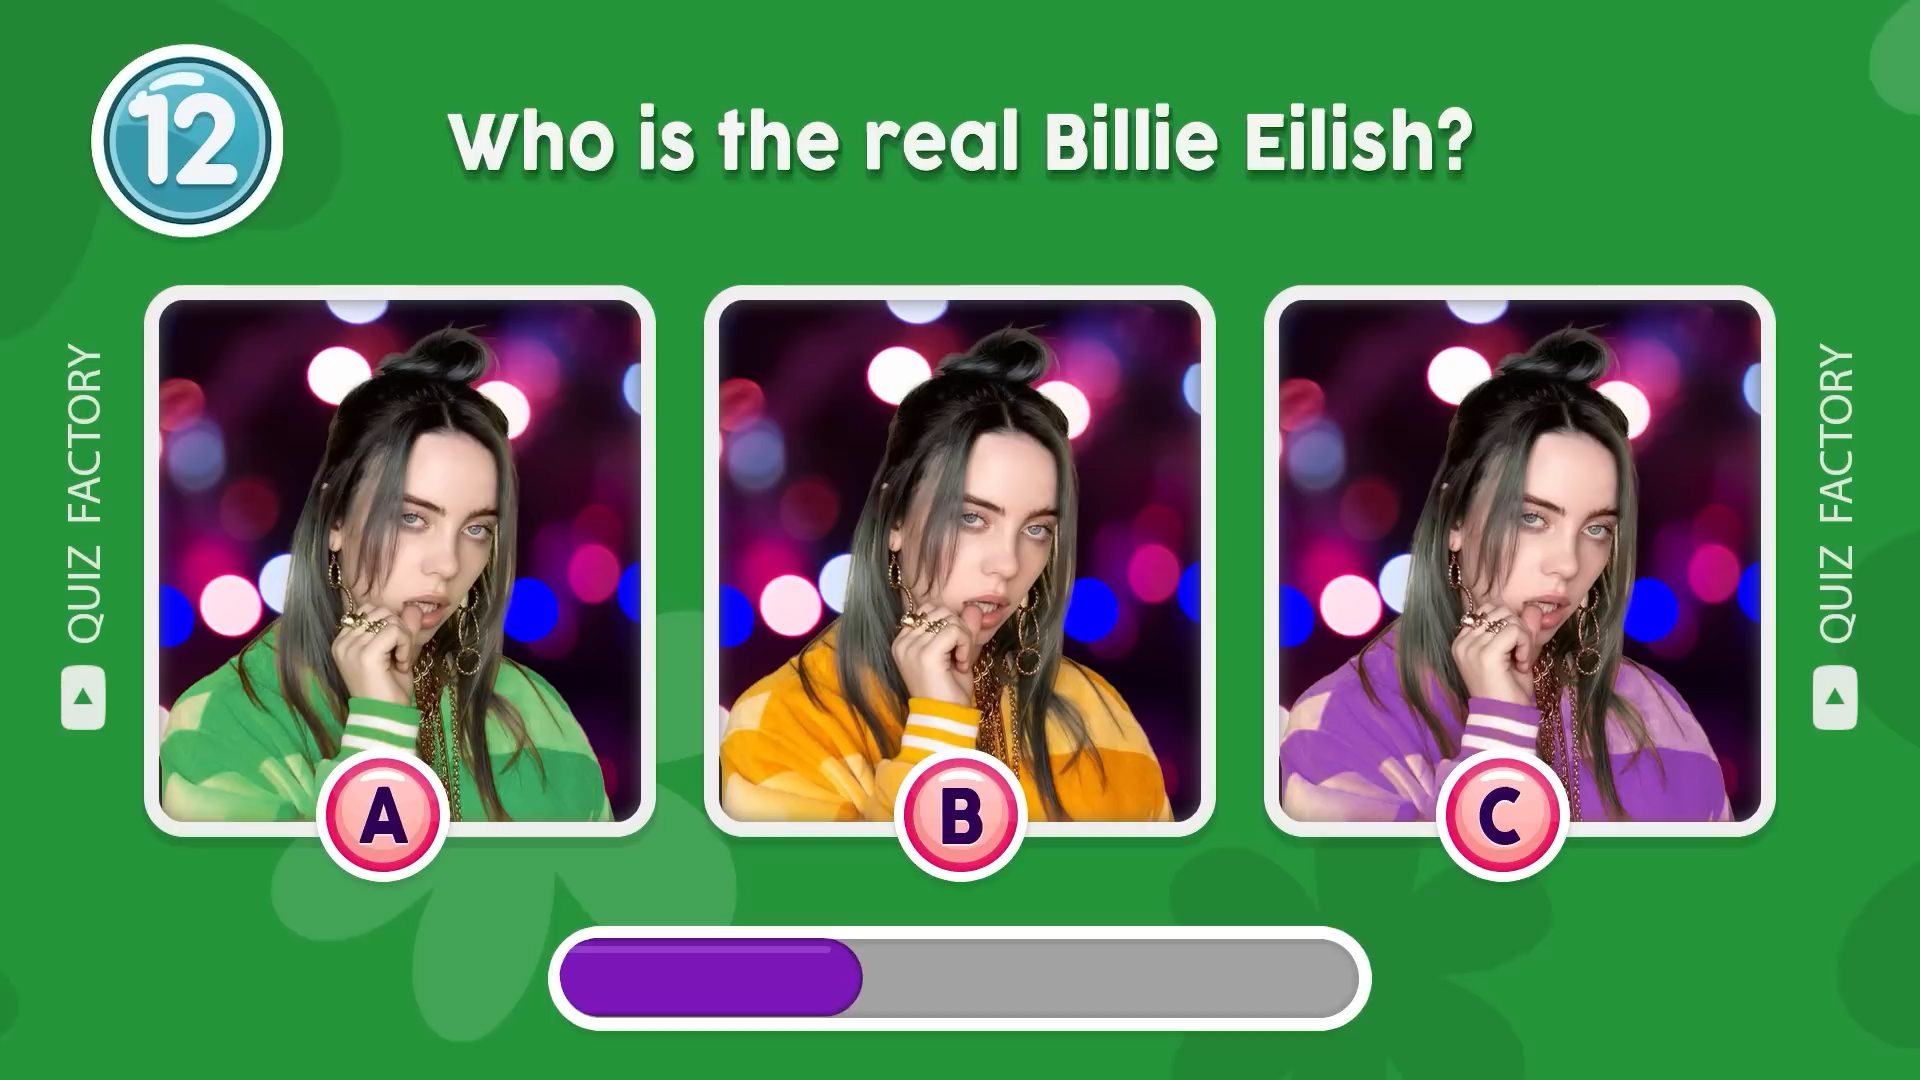 12
Who is the real Billie Eilish?
QUIZ FACTORY
QUIZ FACTORY
A
B
C